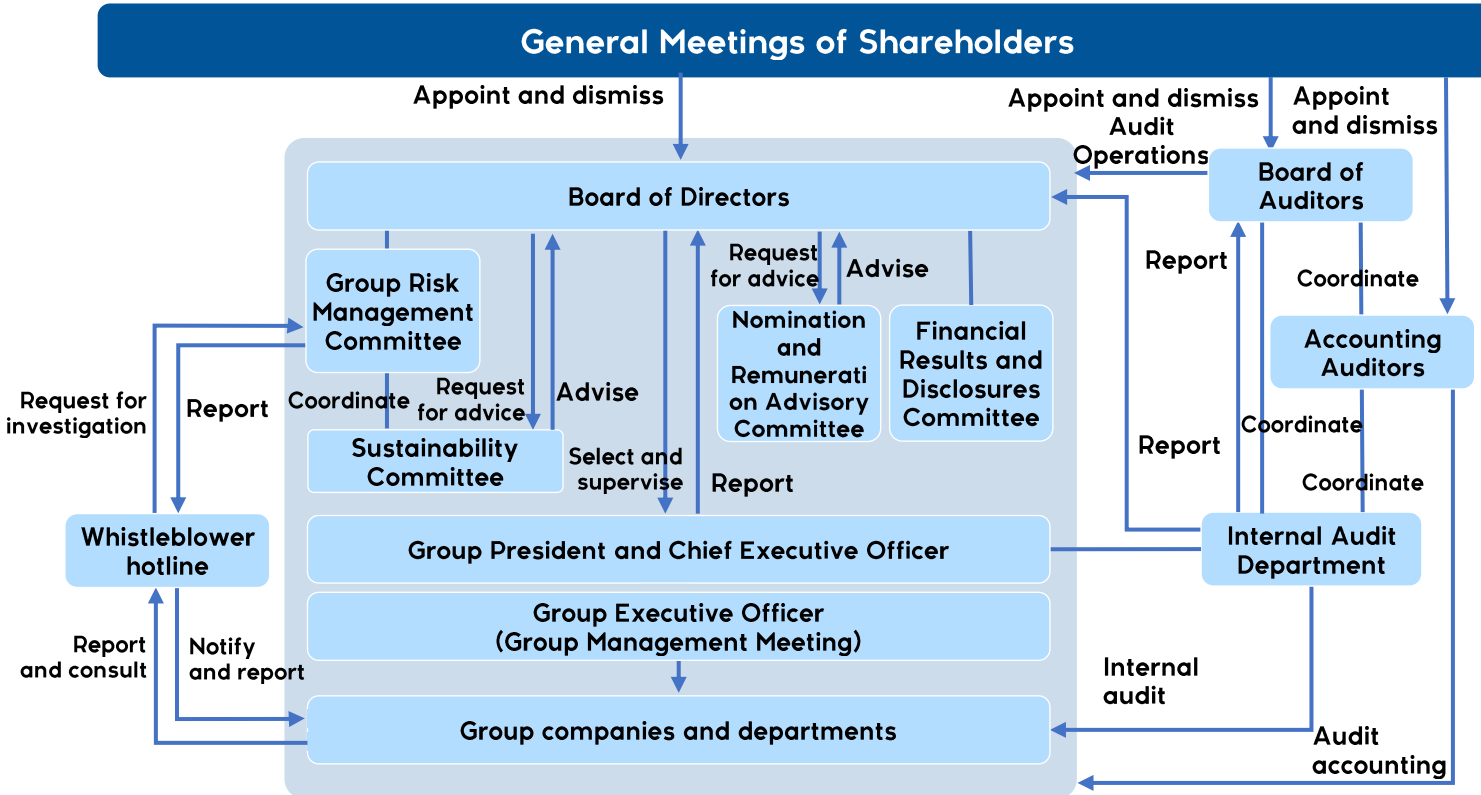 General Meetings of Shareholders
Appoint and dismiss
Appoint and dismiss
Audit
Operations
Appoint
and dismiss
Board of Directors
Board of
Auditors
Group Risk
Management
Committee
Request
for advice
Advise
Report
Coordinate
Nomination
and
Remunerati
on Advisory
Committee
Financial
Results and
Disclosures
Committee
Accounting
Auditors
Request for
investigation
Report
Coordinate
Request
for advice
Advise
Sustainability
Committee
Select and
supervise
Report
Report
Coordinate
Coordinate
Whistleblower
hotline
Group President and Chief Executive Officer
Internal Audit
Department
Group Executive Officer
(Group Management Meeting)
Report
and consult
Notify
and report
Internal
audit
Group companies and departments
Audit
accounting